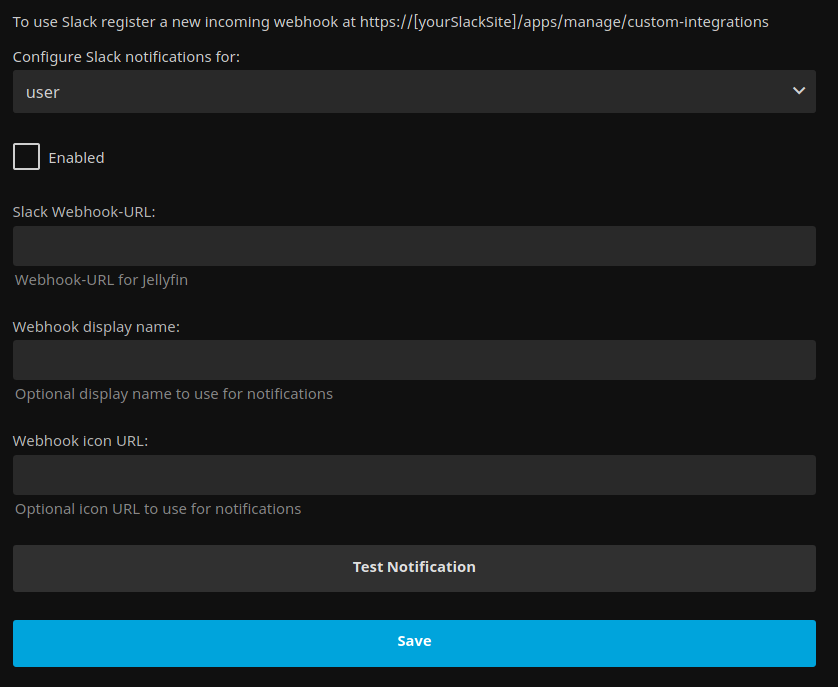 To use Slack register a new incoming webhook at https://[yourSlackSite]/apps/manage/custom-integrations
Configure Slack notifications for:
user
Enabled
Slack Webhook-URL:
Webhook-URL for Jellyfin
Webhook display name:
Optional display name to use for notifications
Webhook icon URL:
Optional icon URL to use for notifications
Test Notification
Save